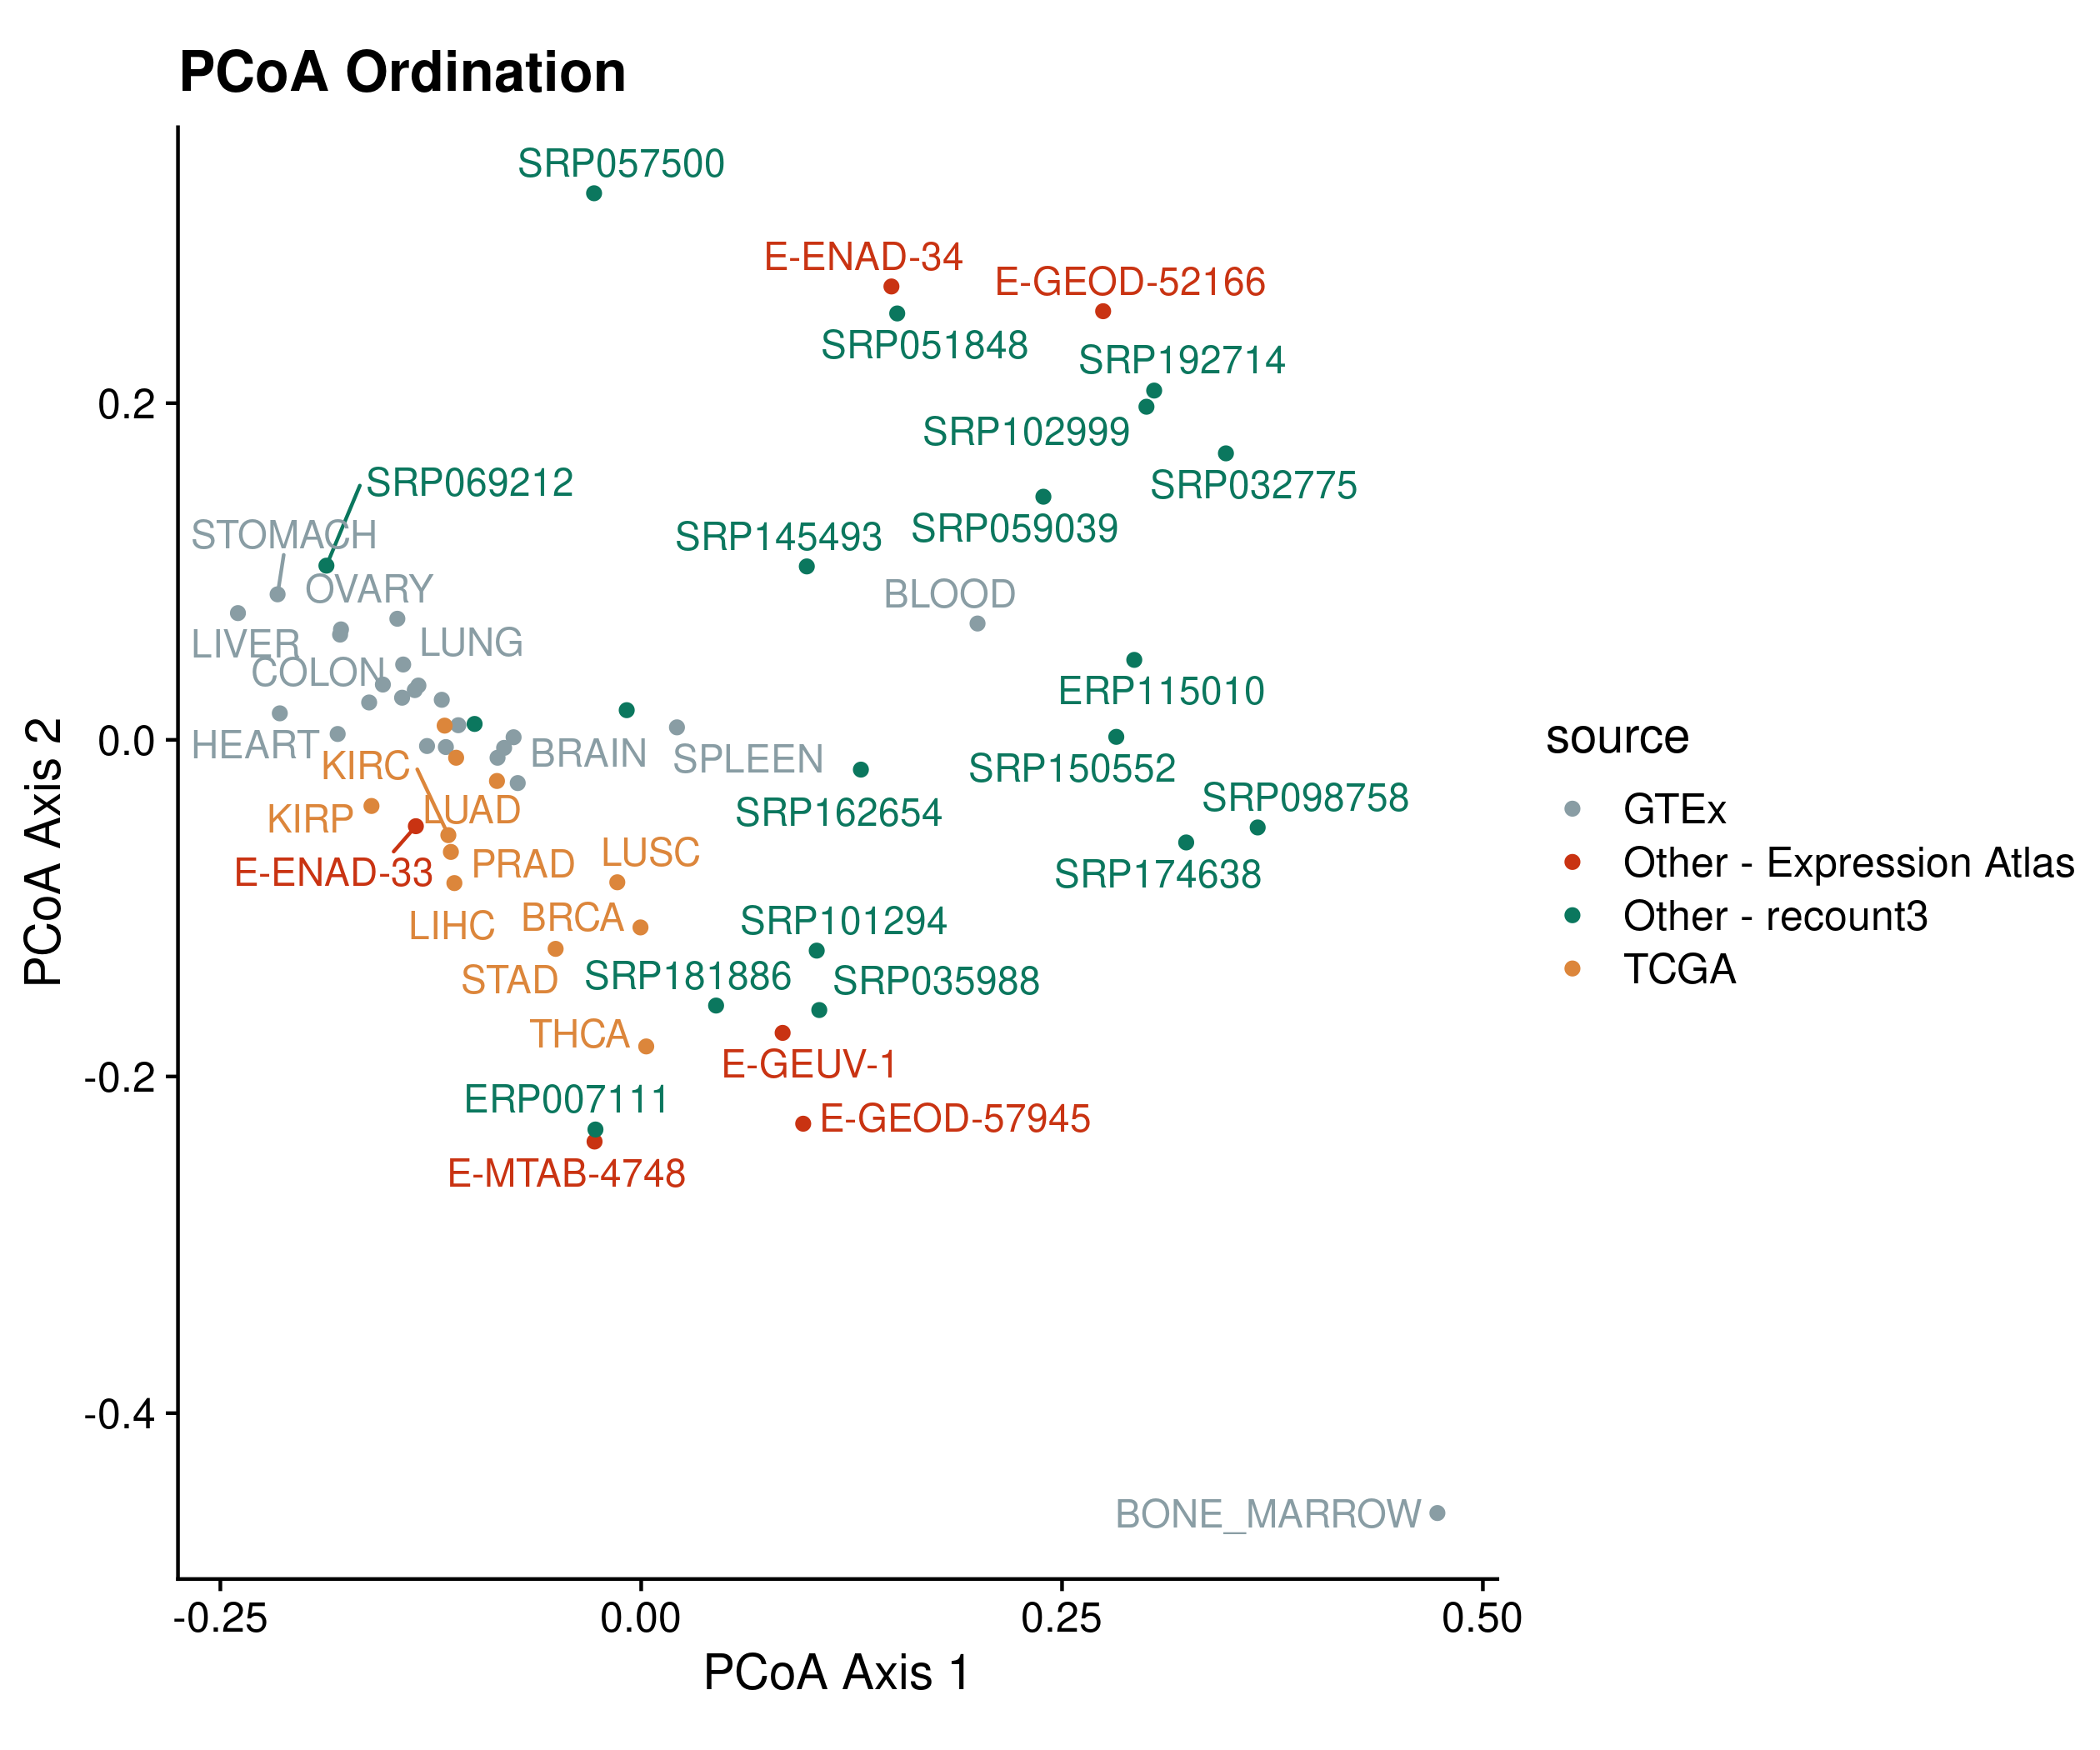 PCoA Ordination
SRP057500
E-ENAD-34
E-GEOD-52166
SRP051848
SRP192714
0.2
SRP102999
SRP069212
SRP032775
STOMACH
SRP145493
SRP059039
OVARY
BLOOD
LIVER
LUNG
COLON
ERP115010
0.0
HEART
BRAIN
SPLEEN
KIRC
SRP150552
SRP098758
KIRP
LUAD
SRP162654
E-ENAD-33
PRAD
LUSC
SRP174638
LIHC
BRCA
SRP101294
STAD
SRP181886
SRP035988
THCA
E-GEUV-1
-0.2
ERP007111
E-GEOD-57945
E-MTAB-4748
-0.4
BONE_MARROW
-0.25
0.00
0.25
0.50
PCoA Axis 1
PCoA Axis 2
source
GTEx
Other - Expression Atlas
Other - recount3
TCGA